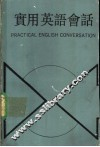 實用英語會話
PRACTICAL ENGLISH CONVERSATION